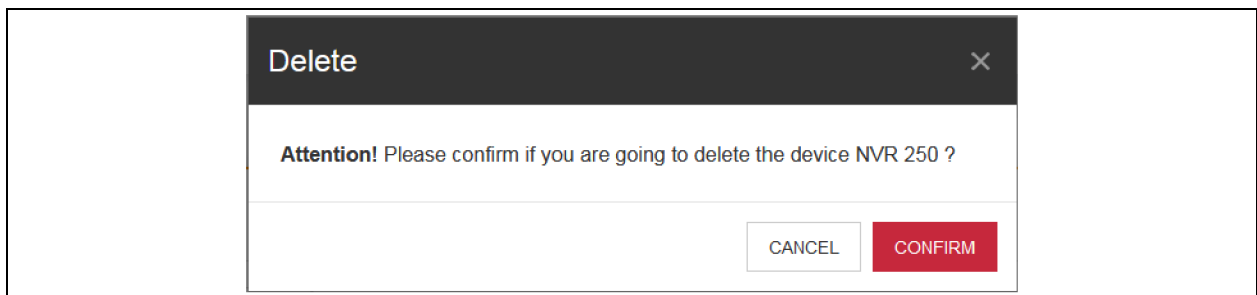 Delete
Attention! Please confirm if you are going to delete the device NVR 250 ?
CANCEL CONFIRM